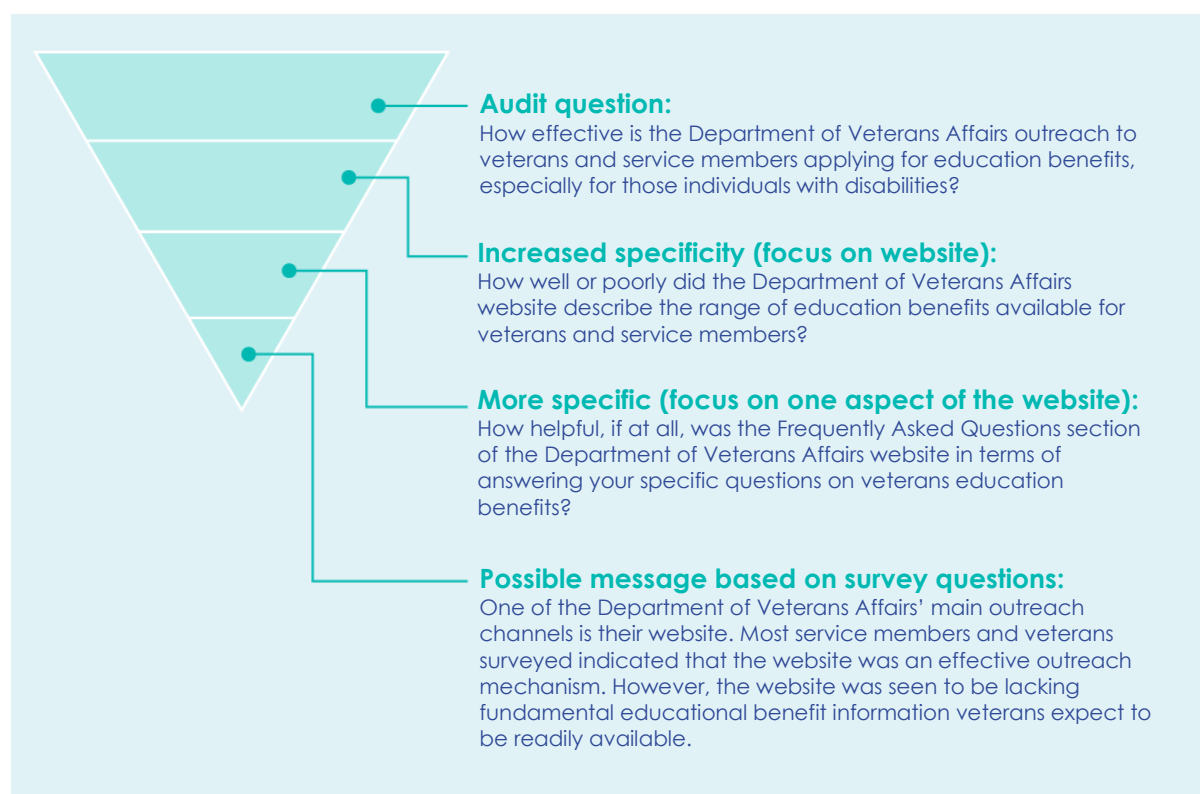 Audit question:
How effective is the Department of Veterans Affairs outreach to
veterans and service members applying for education benefits,
especially for those individuals with disabilities?
Increased specificity (focus on website):
How well or poorly did the Department of Veterans Affairs
website describe the range of education benefits available for
veterans and service members?
More specific (focus on one aspect of the website):
How helpful, if at all, was the Frequently Asked Questions section
of the Department of Veterans Affairs website in terms of
answering your specific questions on veterans education
benefits?
Possible message based on survey questions:
One of the Department of Veterans Affairs’ main outreach
channels is their website. Most service members and veterans
surveyed indicated that the website was an effective outreach
mechanism. However, the website was seen to be lacking
fundamental educational benefit information veterans expect to
be readily available.